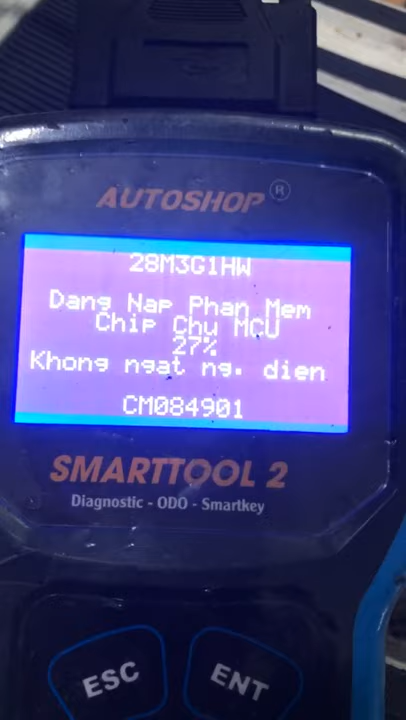 AUTOSHOP ®
28M3G1HW
Dang Nap Phan Mem
Chip Chu MCU
27%
Khong ngat ng. dien
CM084901
SMARTTOOL 2
Diagnostic - ODO - Smartkey
ESC
ENT